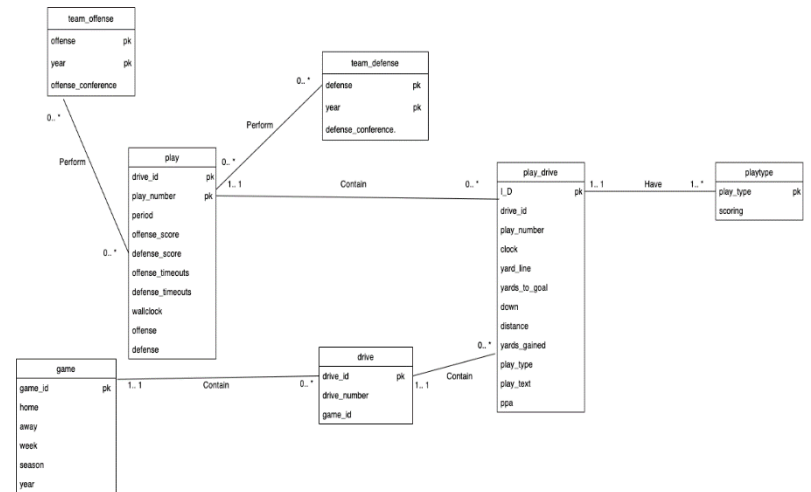 team_offense
offense pk
year pk
offense_conference
0.. *
Perform
0.. *
team_defense
defense pk
year pk
defense_conference.
0.. *
Perform
0.. *
play
drive_id pk
play_number pk
period
offense_score
defense_score
offense_timeouts
defense_timeouts
wallclock
offense
defense
1.. 1 Contain 0.. *
play_drive
I_D pk
drive_id
play_number
clock
yard_line
yards_to_goal
down
distance
yards_gained
play_type
play_text
ppa
1.. 1 Have 1.. *
playtype
play_type pk
scoring
game
game_id pk
home
away
week
season
year
1.. 1 Contain 0.. *
drive
drive_id pk
drive_number
game_id
1.. 1 Contain 0.. *